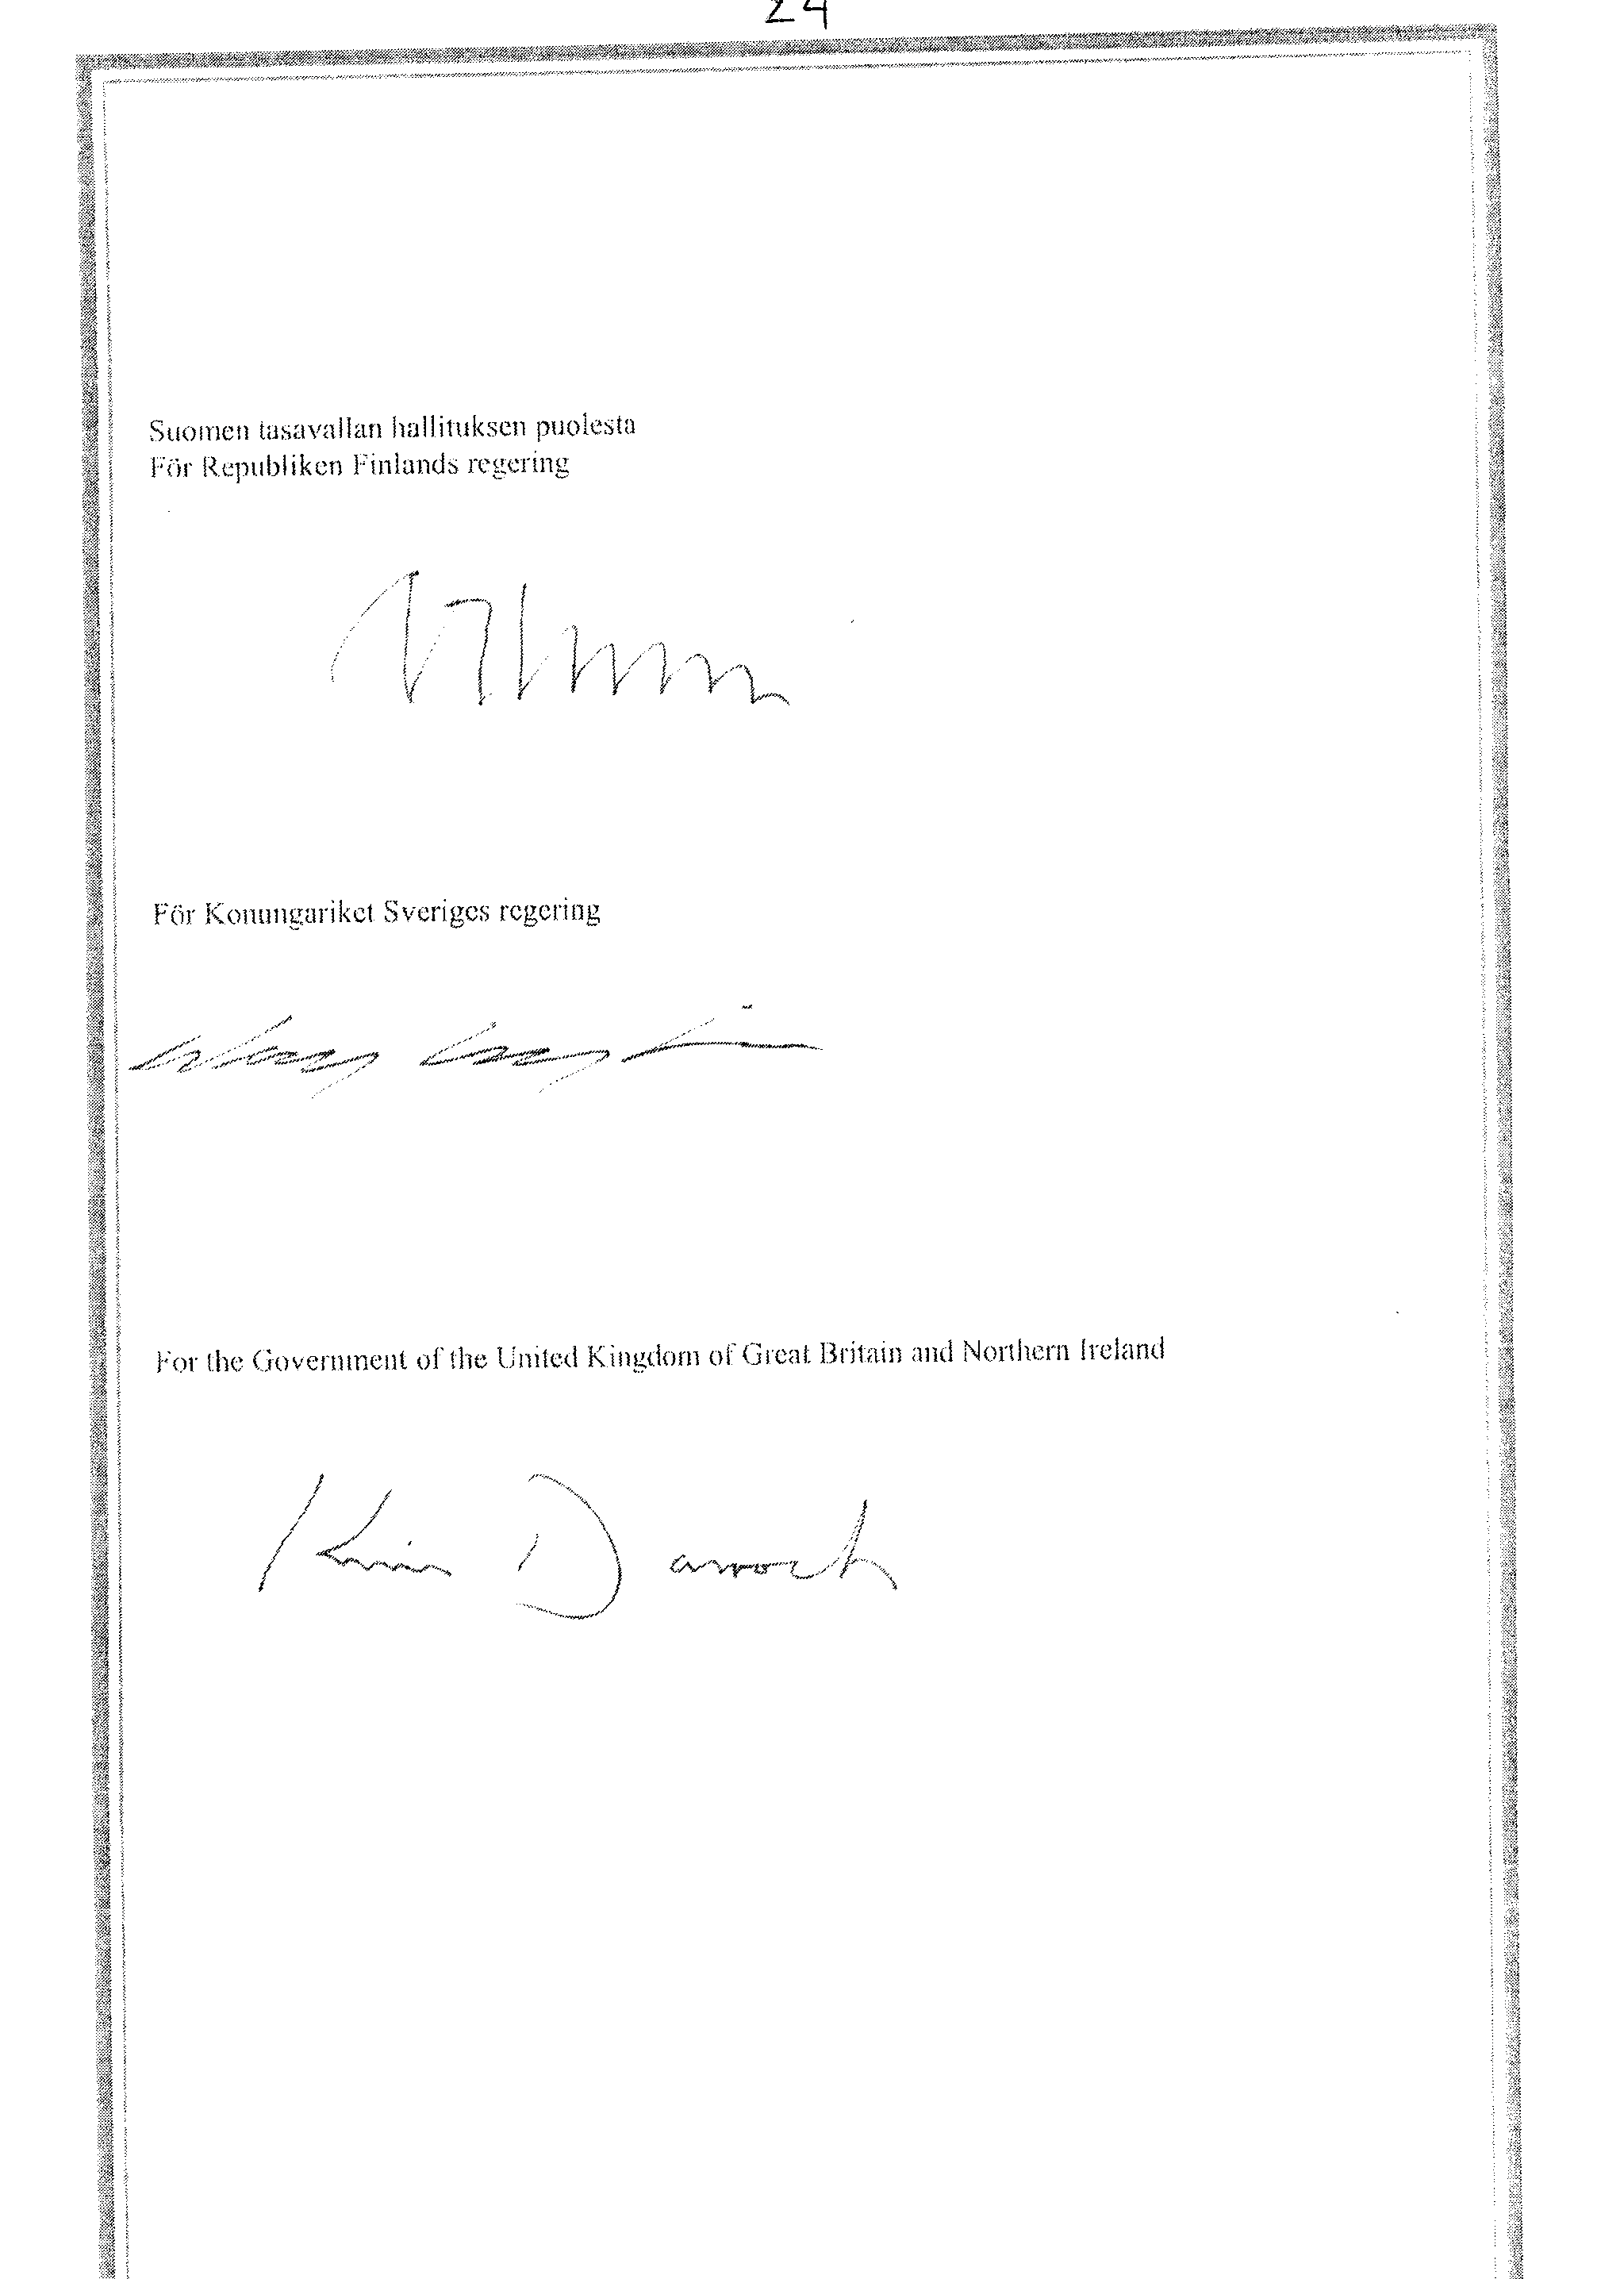 24
Suomen tasavallan hallituksen puolesta
För Republiken Finlands regering
För Konungariket Sveriges regering
For the Government of the United Kingdom of Great Britain and Northern Ireland
Kim Darroch